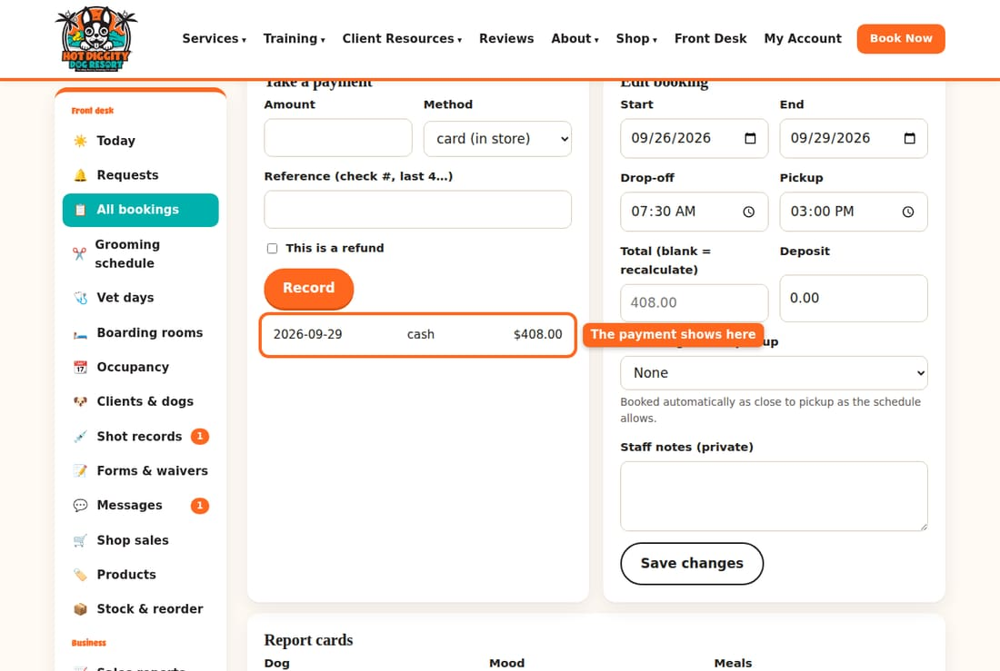 HOT DIGGITY
DOG RESORT
Services ▾
Training ▾
Client Resources ▾
Reviews
About ▾
Shop ▾
Front Desk
My Account
Book Now
Front desk
Today
Requests
All bookings
Grooming
schedule
Vet days
Boarding rooms
Occupancy
Clients & dogs
Shot records 1
Forms & waivers
Messages 1
Shop sales
Products
Stock & reorder
Business
Sales reports
Take a payment
Amount
Method
card (in store)
Reference (check #, last 4...)
This is a refund
Record
2026-09-29 cash $408.00
The payment shows here
Edit booking
Start
End
09/26/2026
09/29/2026
Drop-off
Pickup
07:30 AM
03:00 PM
Total (blank =
recalculate)
Deposit
408.00
0.00
None
Booked automatically as close to pickup as the schedule
allows.
Staff notes (private)
Save changes
Report cards
Dog
Mood
Meals